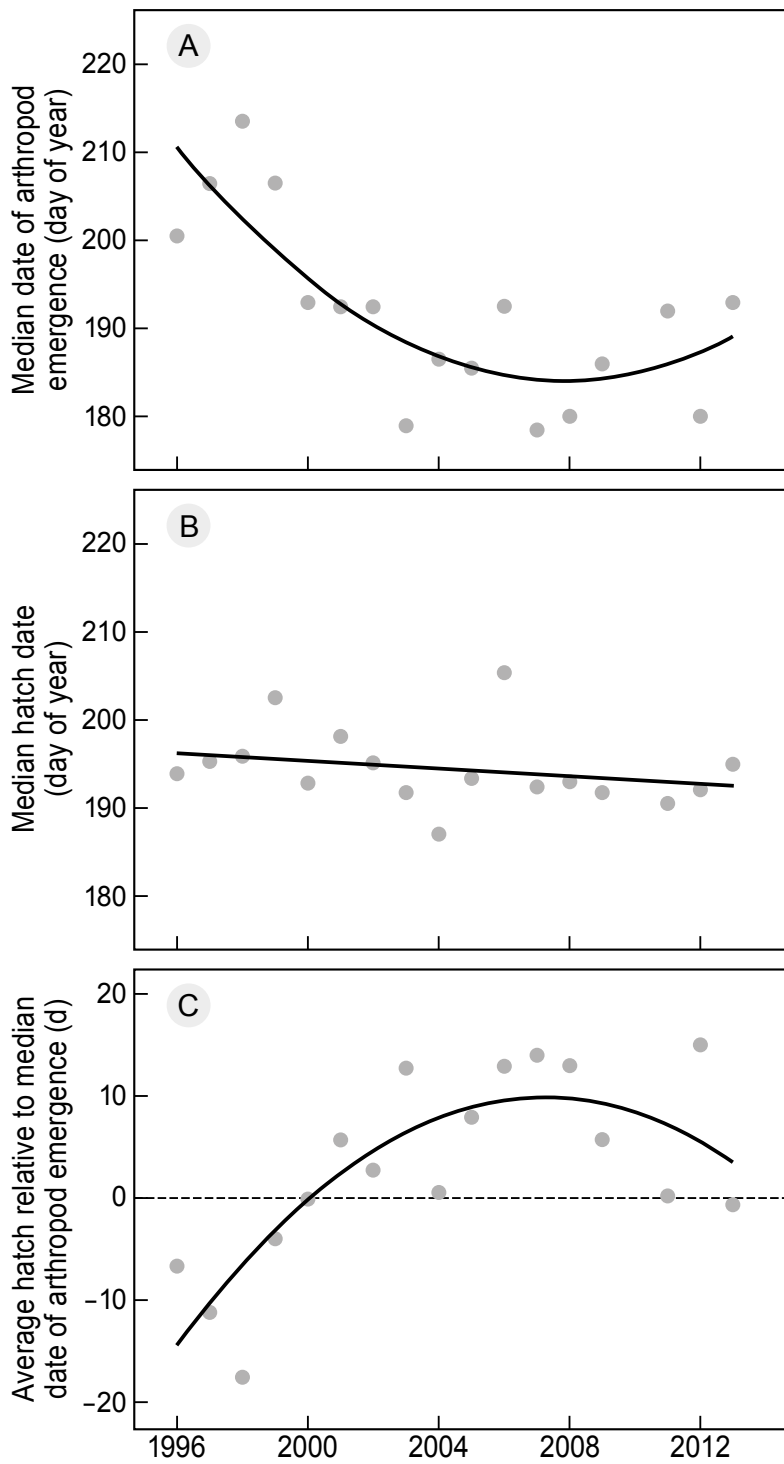 A
Median date of arthropod
emergence (day of year)
220
210
200
190
180
B
Median hatch date
(day of year)
220
210
200
190
180
C
Average hatch relative to median
date of arthropod emergence (d)
20
10
0
−10
−20
1996 2000 2004 2008 2012